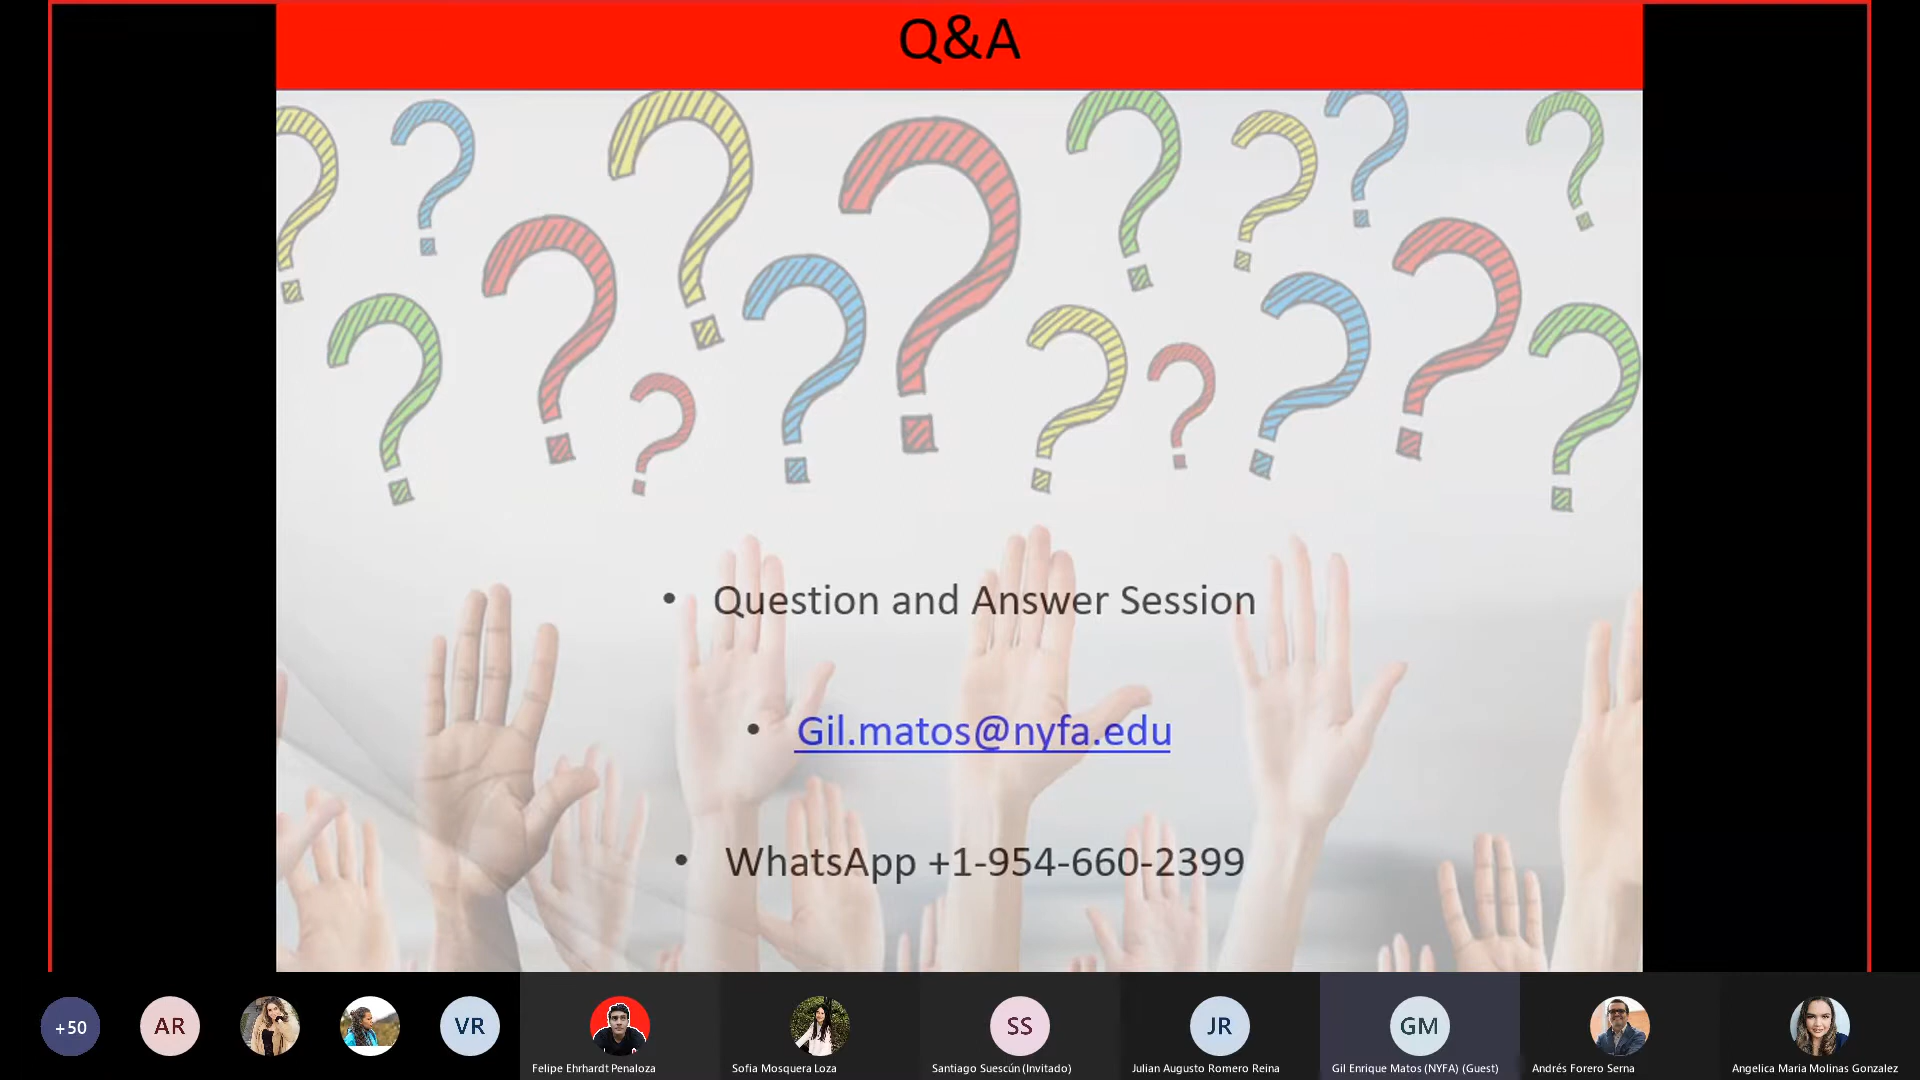 Q&A
• Question and Answer Session
• Gil.matos@nyfa.edu
• WhatsApp +1-954-660-2399
+50
AR
VR
SS
JR
GM
Felipe Ehrhardt Penaloza
Sofia Mosquera Loza
Santiago Suescún (Invitado)
Julian Augusto Romero Reina
Gil Enrique Matos (NYFA) (Guest)
Andrés Forero Serna
Angelica Maria Molinas Gonzalez